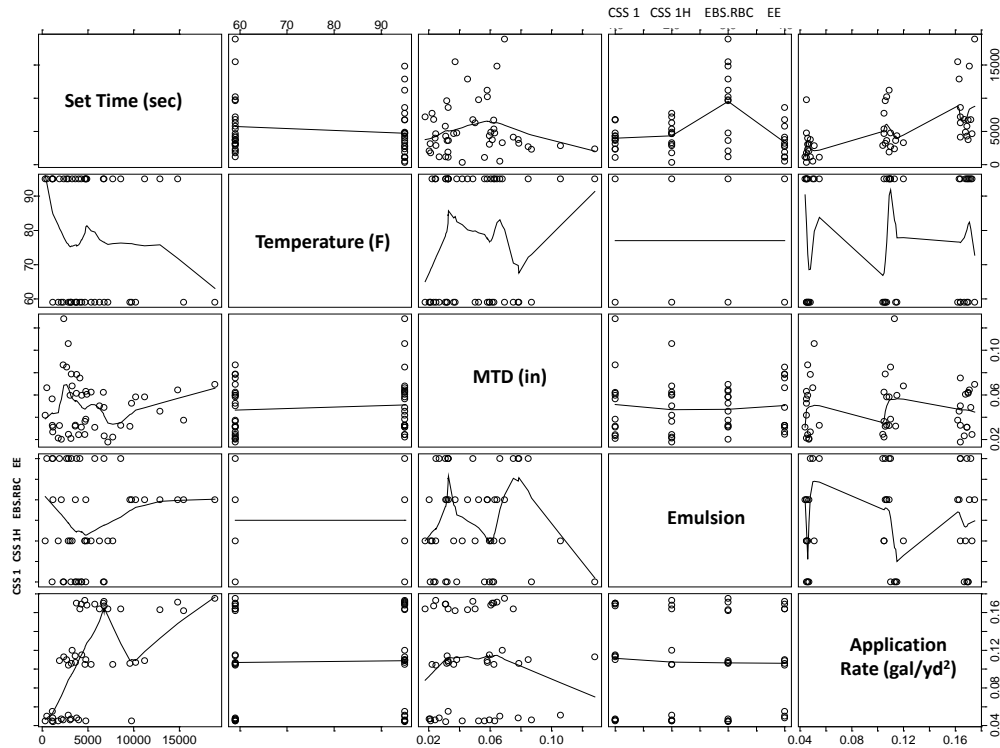 CSS 1 CSS 1H EBS.RBC EE
60 70 80 90
Set Time (sec)
0 5000 15000
60 70 80 90
Temperature (F)
MTD (in)
0.02 0.06 0.10
CSS 1 CSS 1H EBS.RBC EE
Emulsion
Application
Rate (gal/yd²)
0.04 0.08 0.12 0.16
0 5000 10000 15000
0.02 0.06 0.10
0.04 0.08 0.12 0.16